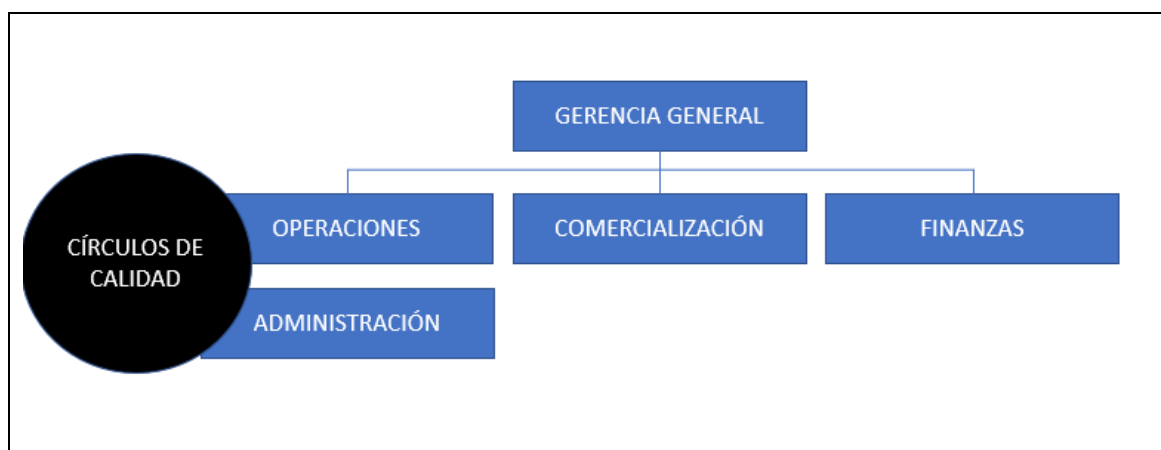 GERENCIA GENERAL
OPERACIONES
COMERCIALIZACIÓN
FINANZAS
CÍRCULOS DE
CALIDAD
ADMINISTRACIÓN